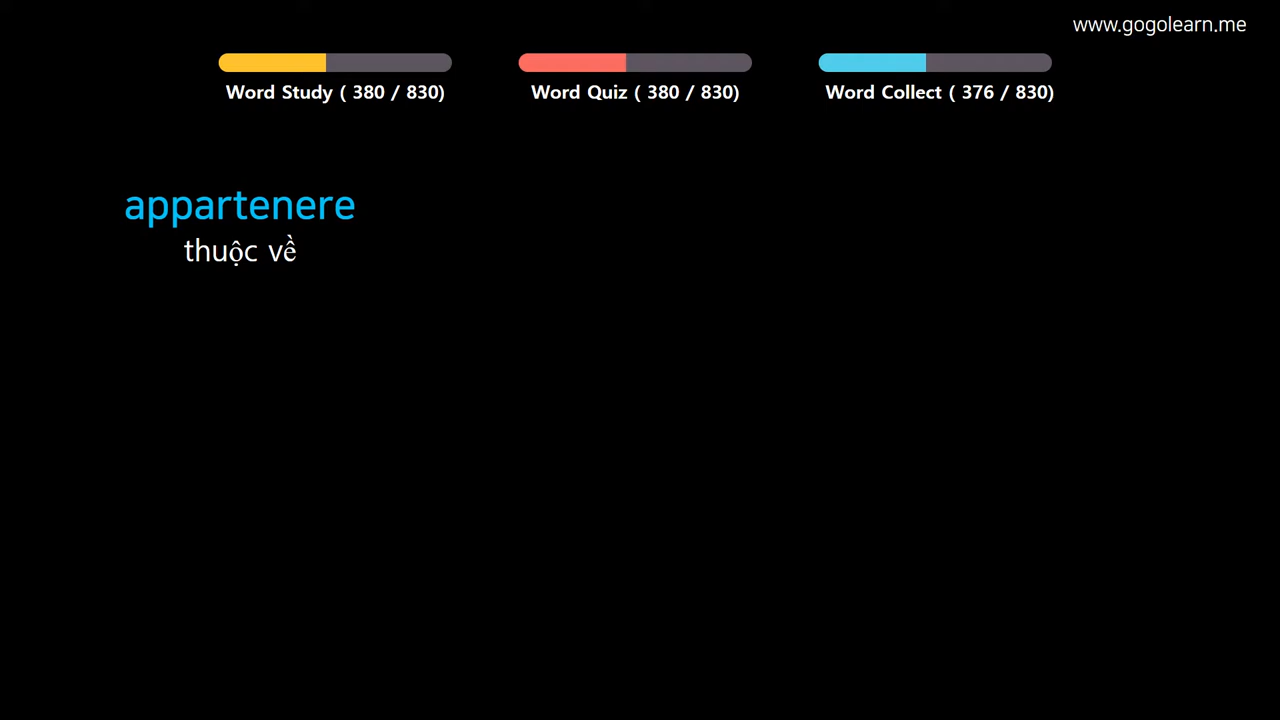 www.gogolearn.me
Word Study ( 380 / 830)
Word Quiz ( 380 / 830)
Word Collect ( 376 / 830)
appartenere
thuộc về